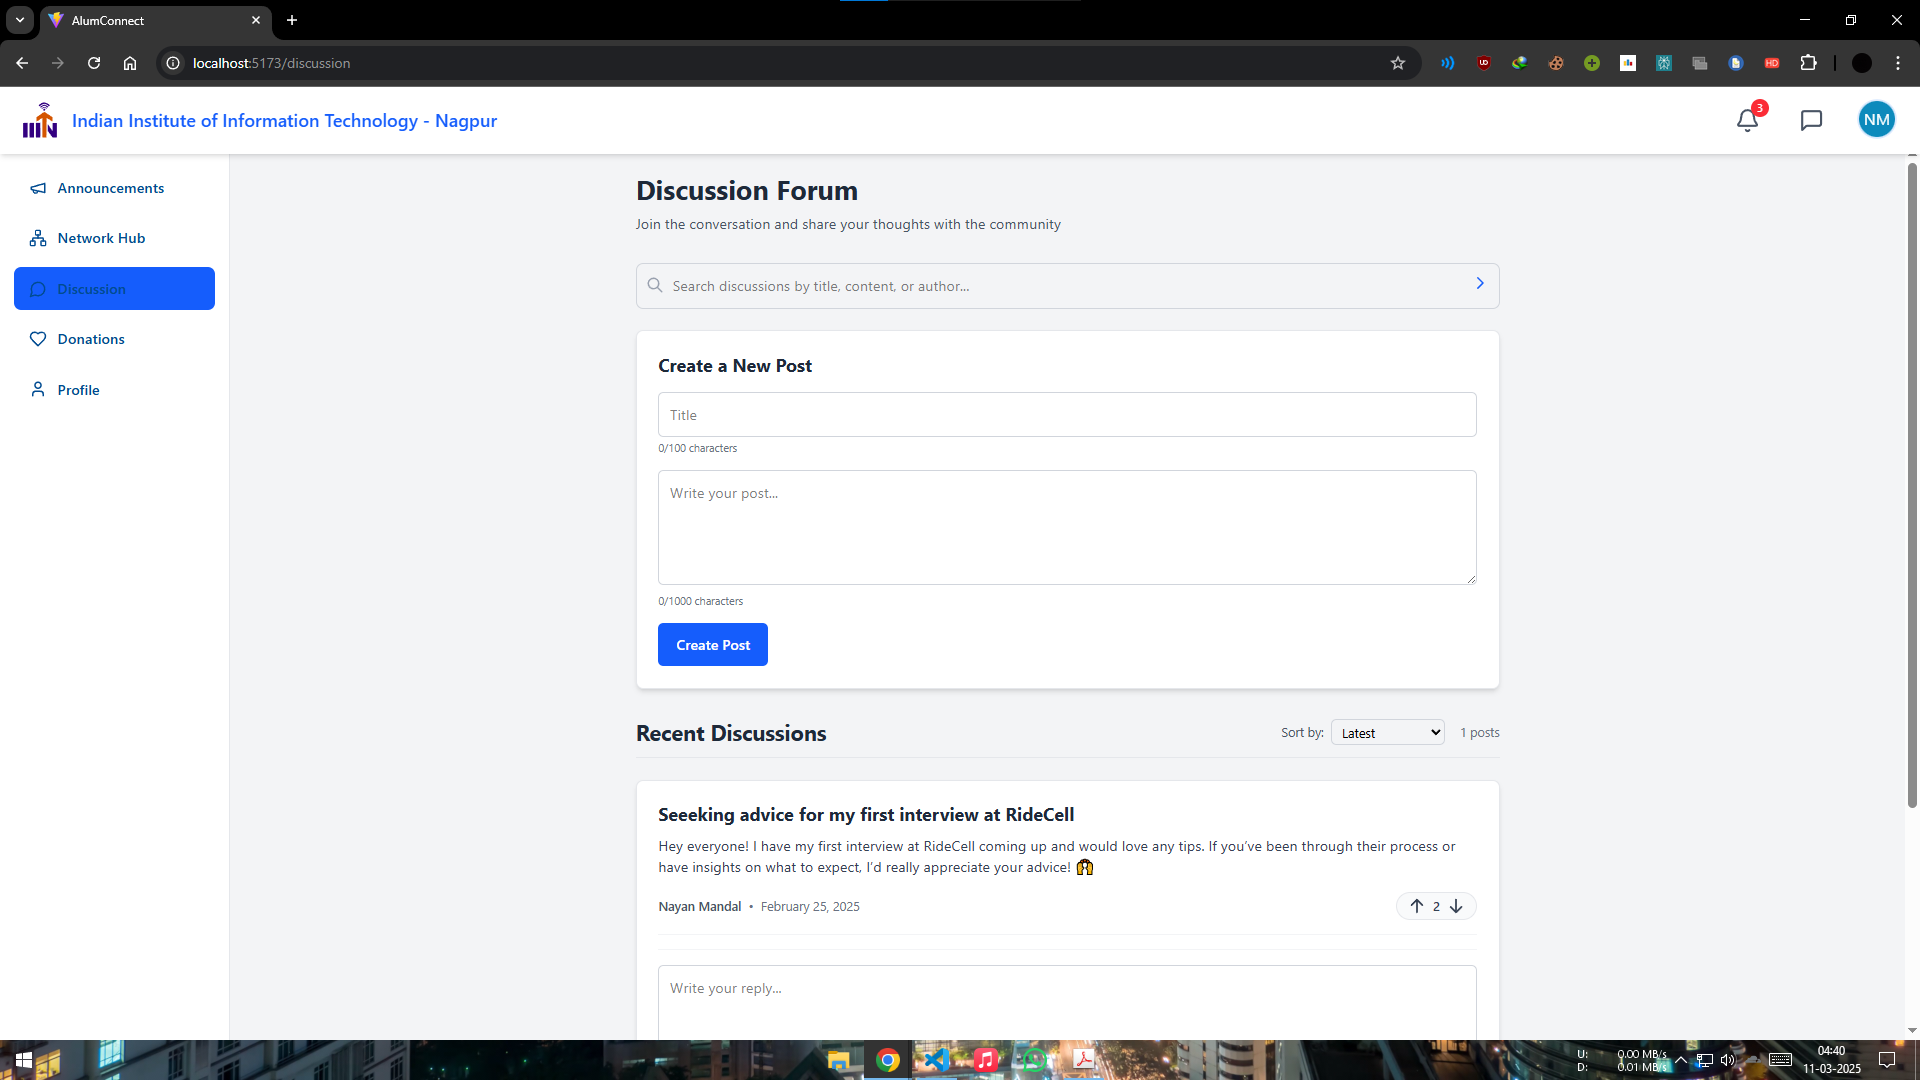 AlumConnect
localhost:5173/discussion
Indian Institute of Information Technology - Nagpur
3
NM
Announcements
Network Hub
Discussion
Donations
Profile
Discussion Forum
Join the conversation and share your thoughts with the community
Search discussions by title, content, or author...
Create a New Post
Title
0/100 characters
Write your post...
0/1000 characters
Create Post
Recent Discussions
Sort by: Latest 1 posts
Seeeking advice for my first interview at RideCell
Hey everyone! I have my first interview at RideCell coming up and would love any tips. If you’ve been through their process or
have insights on what to expect, I’d really appreciate your advice! 🙌
Nayan Mandal • February 25, 2025
2
Write your reply...
U: 0.00 MB/s
D: 0.01 MB/s
04:40
11-03-2025